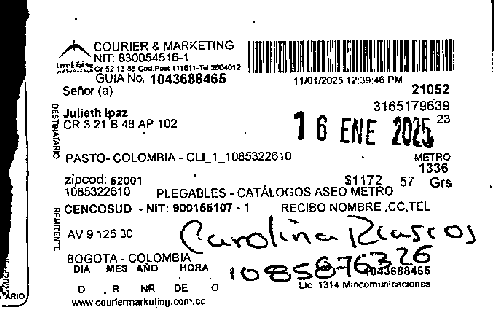 COURIER & MARKETING
NIT: 830054516-1
GUIA No. 1043688465
11/01/2025 12:39:46 PM
Señor (a)
21052
Julieth Ipaz
3165179639
CR 3 21 B 48 AP 102
23
16 ENE 2025
DESTINATARIO
PASTO- COLOMBIA - CLI_1_1085322610
METRO
1336
zipcod: 52001
$1172 57 Grs
1085322610
PLEGABLES - CATÁLOGOS ASEO METRO
CENCOSUD - NIT: 900155107 - 1
RECIBO NOMBRE ,CC,TEL
REMITENTE
AV 9 125 30
Carolina Riascos
BOGOTA - COLOMBIA
1085876326
1043688465
DIA MES AÑO HORA
D
Lic 1314 Mincomunicaciones
www.couriermarketing.com.co